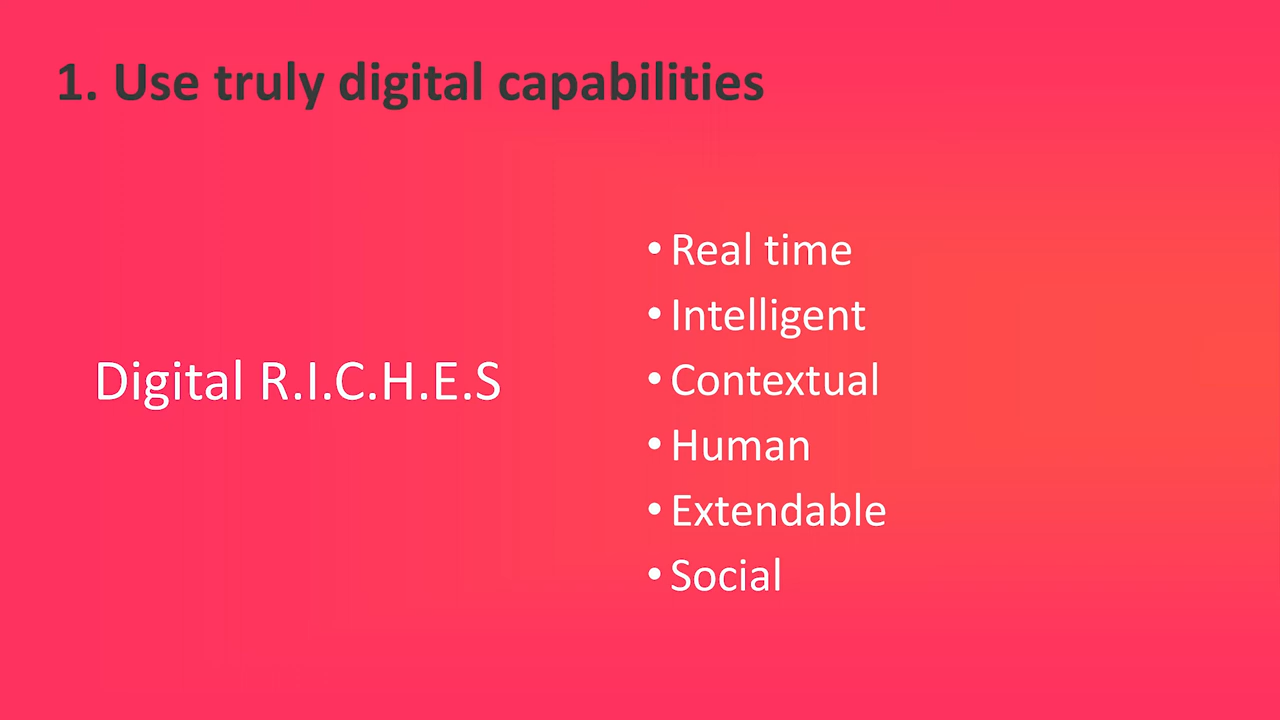 1. Use truly digital capabilities
Digital R.I.C.H.E.S
• Real time
• Intelligent
• Contextual
• Human
• Extendable
• Social